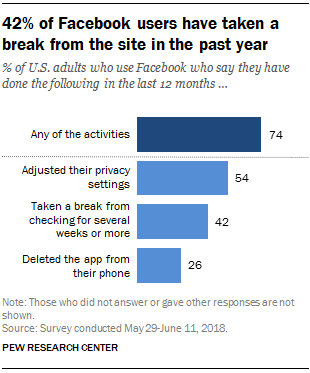 42% of Facebook users have taken a
break from the site in the past year
% of U.S. adults who use Facebook who say they have
done the following in the last 12 months ...
Any of the activities 74
Adjusted their privacy
settings 54
Taken a break from
checking for several
weeks or more 42
Deleted the app from
their phone 26
Note: Those who did not answer or gave other responses are not
shown.
Source: Survey conducted May 29-June 11, 2018.
PEW RESEARCH CENTER